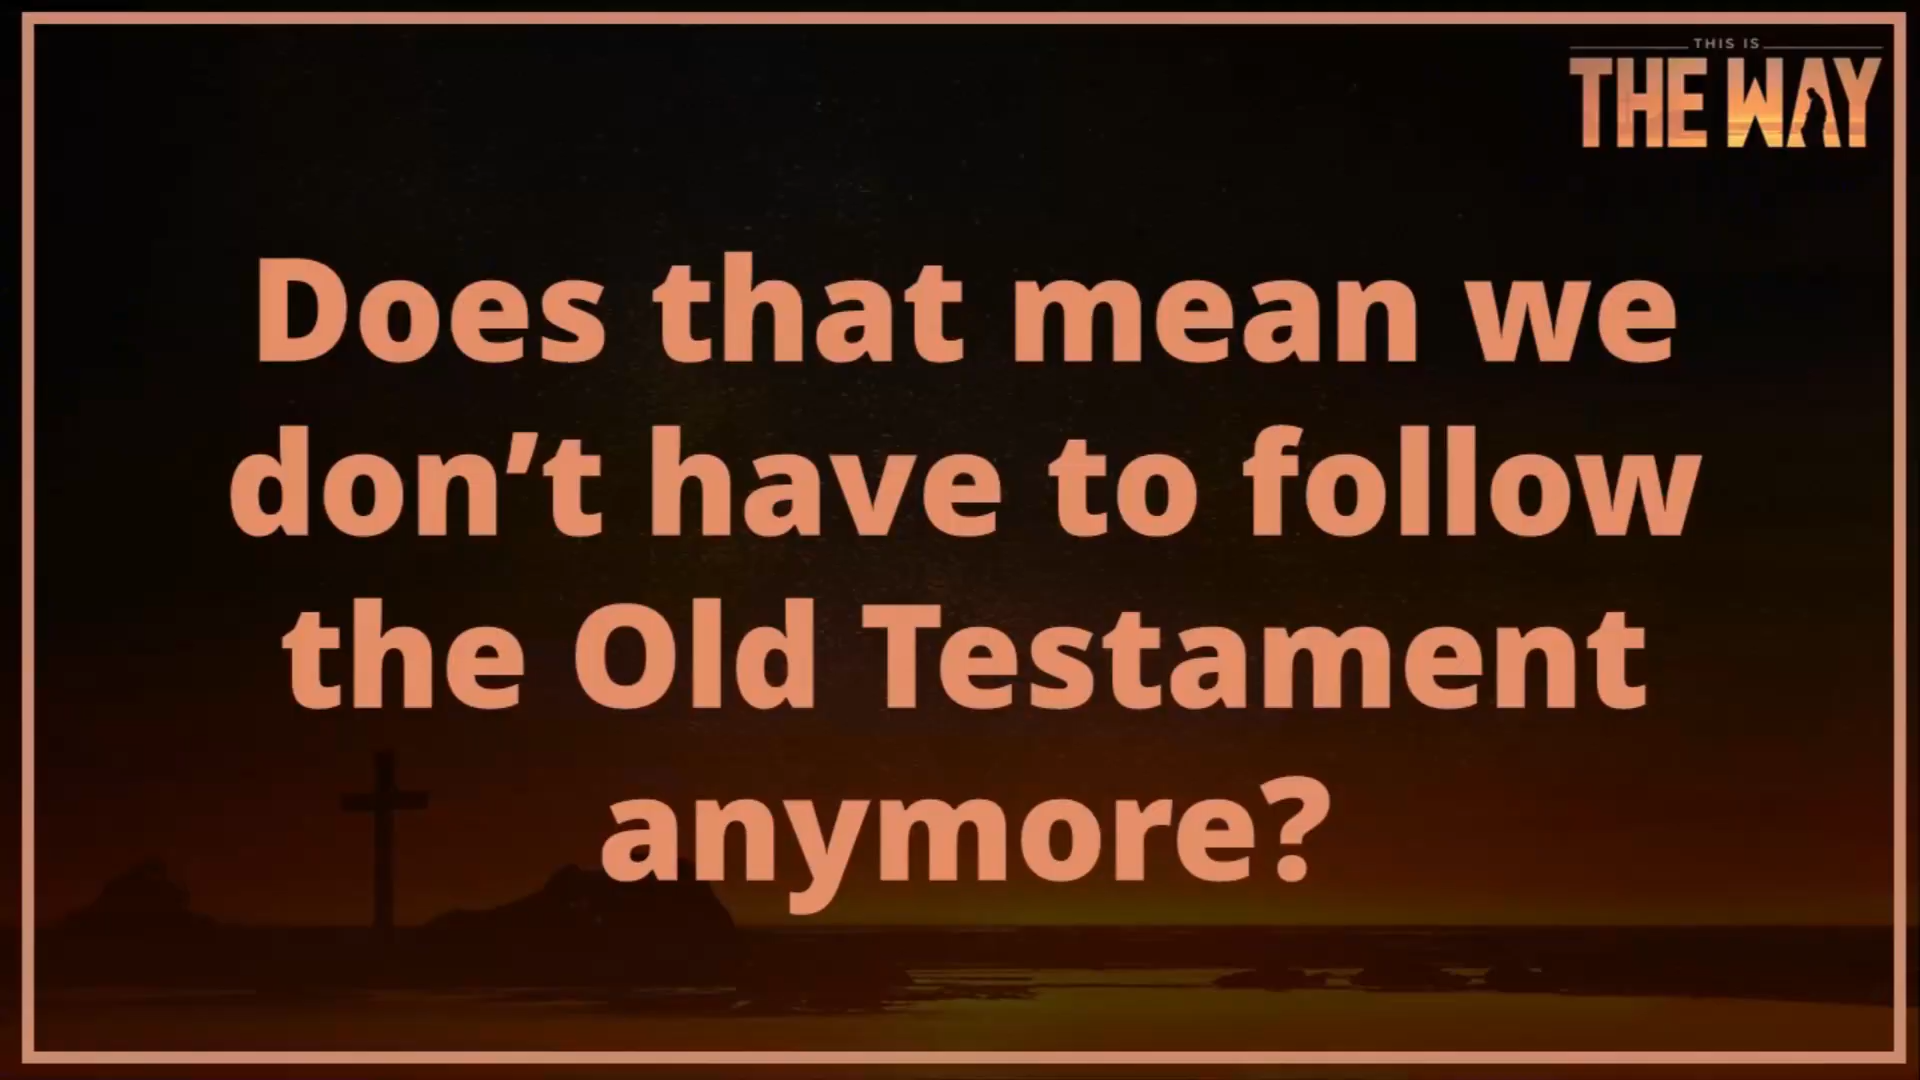 THIS IS
THE WAY
Does that mean we
don’t have to follow
the Old Testament
anymore?